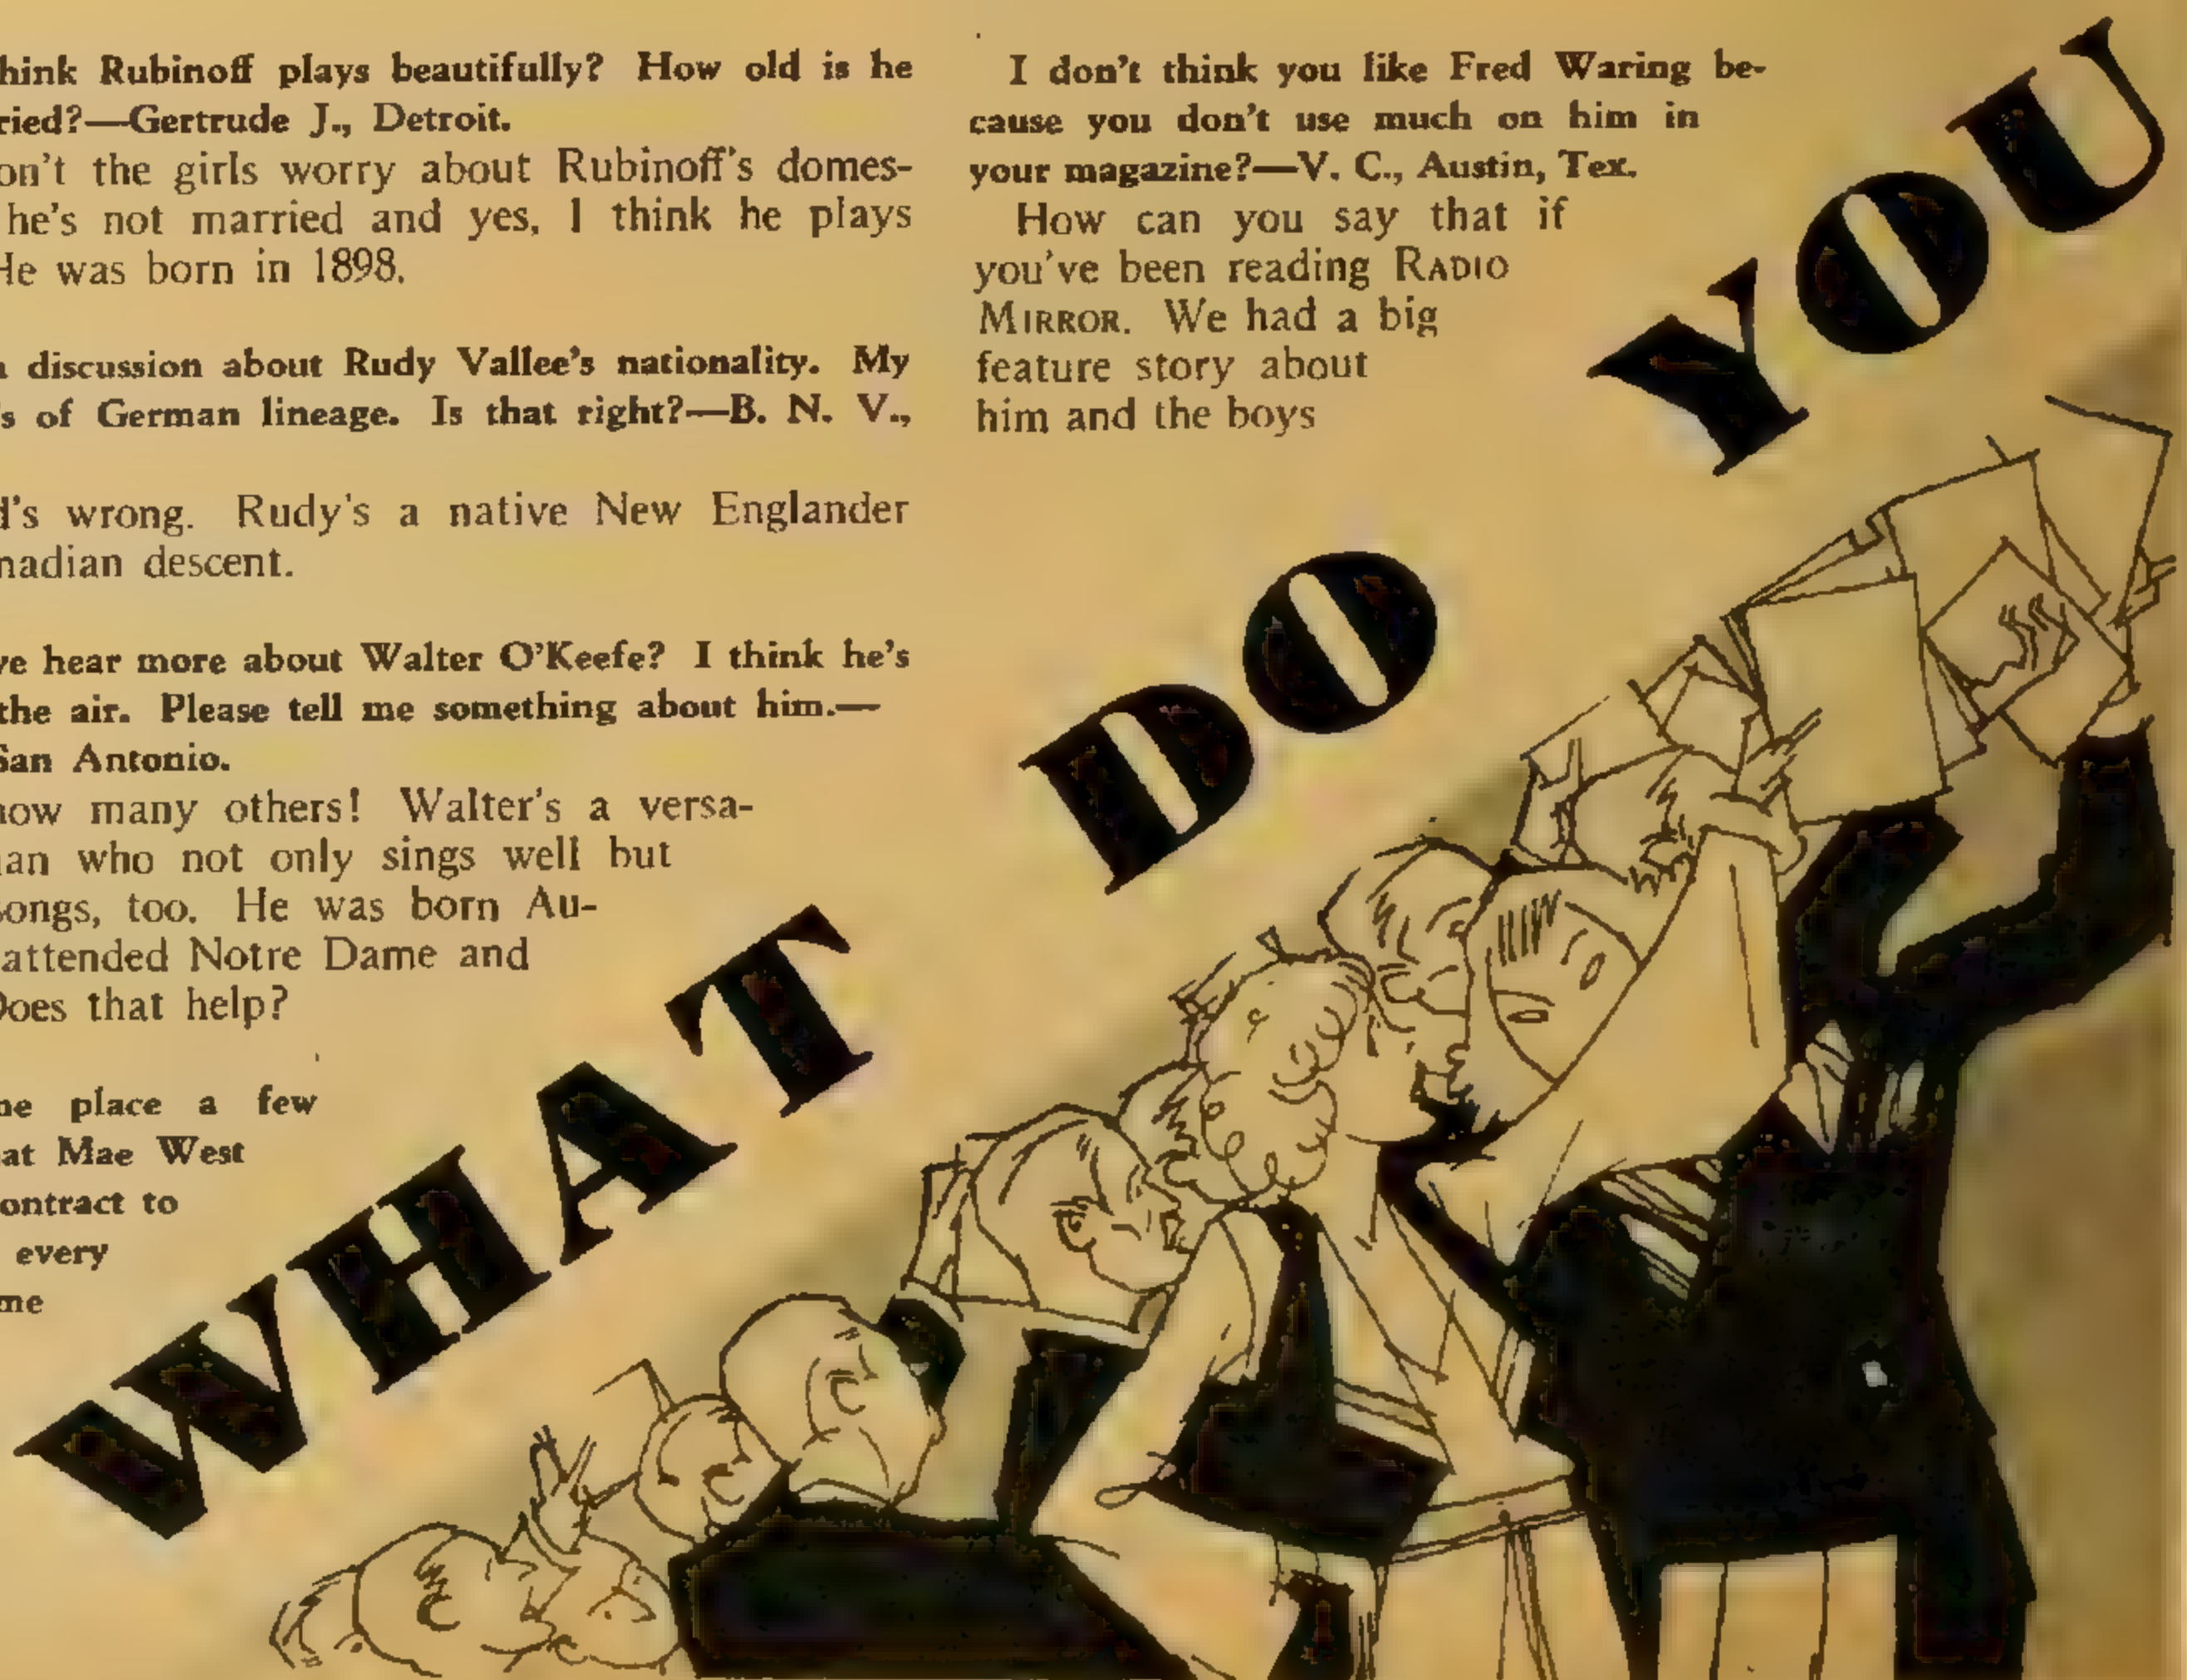 hink Rubinoff plays beautifully? How old is he
ried?—Gertrude J., Detroit.
on't the girls worry about Rubinoff's domes-
he's not married and yes, I think he plays
He was born in 1898.
discussion about Rudy Vallee's nationality. My
's of German lineage. Is that right?—B. N. V.,
d's wrong. Rudy's a native New Englander
nadian descent.
ve hear more about Walter O'Keefe? I think he's
the air. Please tell me something about him.—
San Antonio.
now many others! Walter's a versa-
an who not only sings well but
songs, too. He was born Au-
attended Notre Dame and
Does that help?
ne place a few
at Mae West
ontract to
every
me
I don't think you like Fred Waring be-
cause you don't use much on him in
your magazine?—V. C., Austin, Tex.
How can you say that if
you've been reading RADIO
MIRROR. We had a big
feature story about
him and the boys
WHAT DO YOU